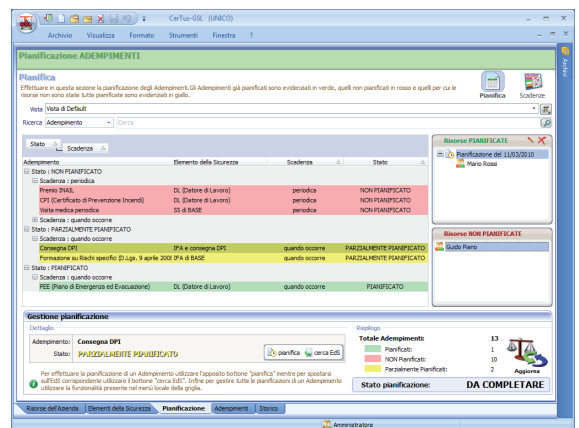 CerTus-GSL (UNICO)
Archivio Visualizza Formato Strumenti Finestra ?
Pianificazione ADEMPIMENTI
Pianifica
Effettuare in questa sezione la pianificazione degli Adempimenti.Gli Adempimenti già pianificati sono evidenziati in verde, quelli non pianificati in rosso e quelli per cui le
risorse non sono state tutte pianificate sono evidenziati in giallo.
Pianifica Scadenze
Archivi
Vista Vista di Default
Ricerca Adempimento Cerca
Stato
Scadenza
Adempimento Elemento della Sicurezza Scadenza Stato
Stato : NON PIANIFICATO
Scadenza : periodica
Premio INAIL DL (Datore di Lavoro) periodica NON PIANIFICATO
CPI (Certificato di Prevenzione Incendi) DL (Datore di Lavoro) periodica NON PIANIFICATO
Visita medica periodica SS di BASE periodica NON PIANIFICATO
Scadenza : quando occorre
Stato : PARZIALMENTE PIANIFICATO
Scadenza : quando occorre
Consegna DPI IFA e consegna DPI quando occorre PARZIALMENTE PIANIFICATO
Formazione su Rischi specifici (D.Lgs. 9 aprile 2008 IFA di BASE quando occorre PARZIALMENTE PIANIFICATO
Stato : PIANIFICATO
Scadenza : quando occorre
PEE (Piano di Emergenza ed Evacuazione) DL (Datore di Lavoro) quando occorre PIANIFICATO
Risorse PIANIFICATE
Pianificazione del 11/03/2010
Mario Rossi
Risorse NON PIANIFICATE
Guido Piano
Gestione pianificazione
Dettaglio
Adempimento: Consegna DPI
Stato: PARZIALMENTE PIANIFICATO
pianifica cerca EdS
Per effettuare la pianificazione di un Adempimento utilizzare l'apposito bottone "pianifica" mentre per spostarsi
sull'EdS corrispondente utilizzare il bottone "cerca EdS". Infine per gestire tutte le pianificazioni di un Adempimento
utilizzare la funzionalità presente nel menù locale della griglia.
Riepilogo
Totale Adempimenti: 13
Pianificati: 1
NON Pianificati: 10
Parzialmente Pianificati: 2
Aggiorna
Stato pianificazione: DA COMPLETARE
Risorse dell'Azienda Elementi della Sicurezza Pianificazione Adempimenti Storico
Amministratore